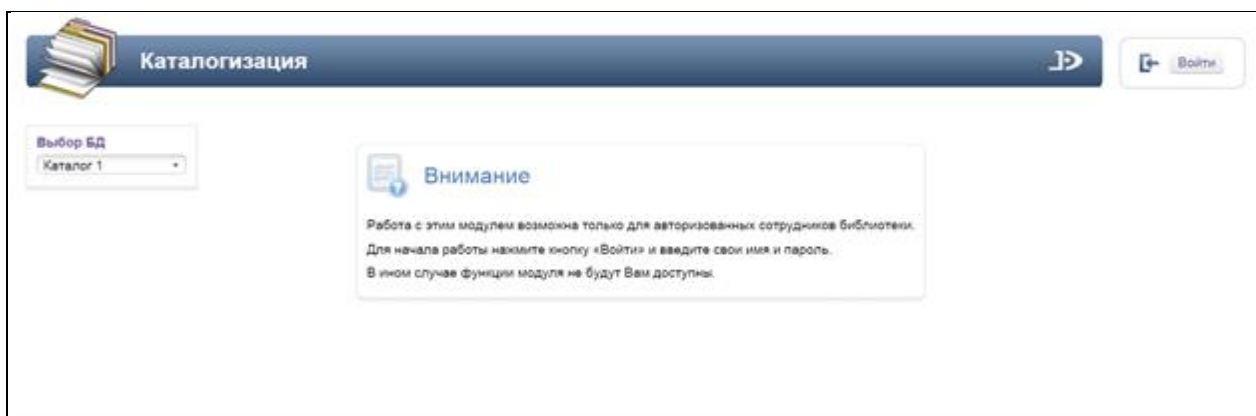 Каталогизация
Войти
Выбор БД
Каталог 1
Внимание
Работа с этим модулем возможна только для авторизованных сотрудников библиотеки.
Для начала работы нажмите кнопку «Войти» и введите свои имя и пароль.
В ином случае функции модуля не будут Вам доступны.